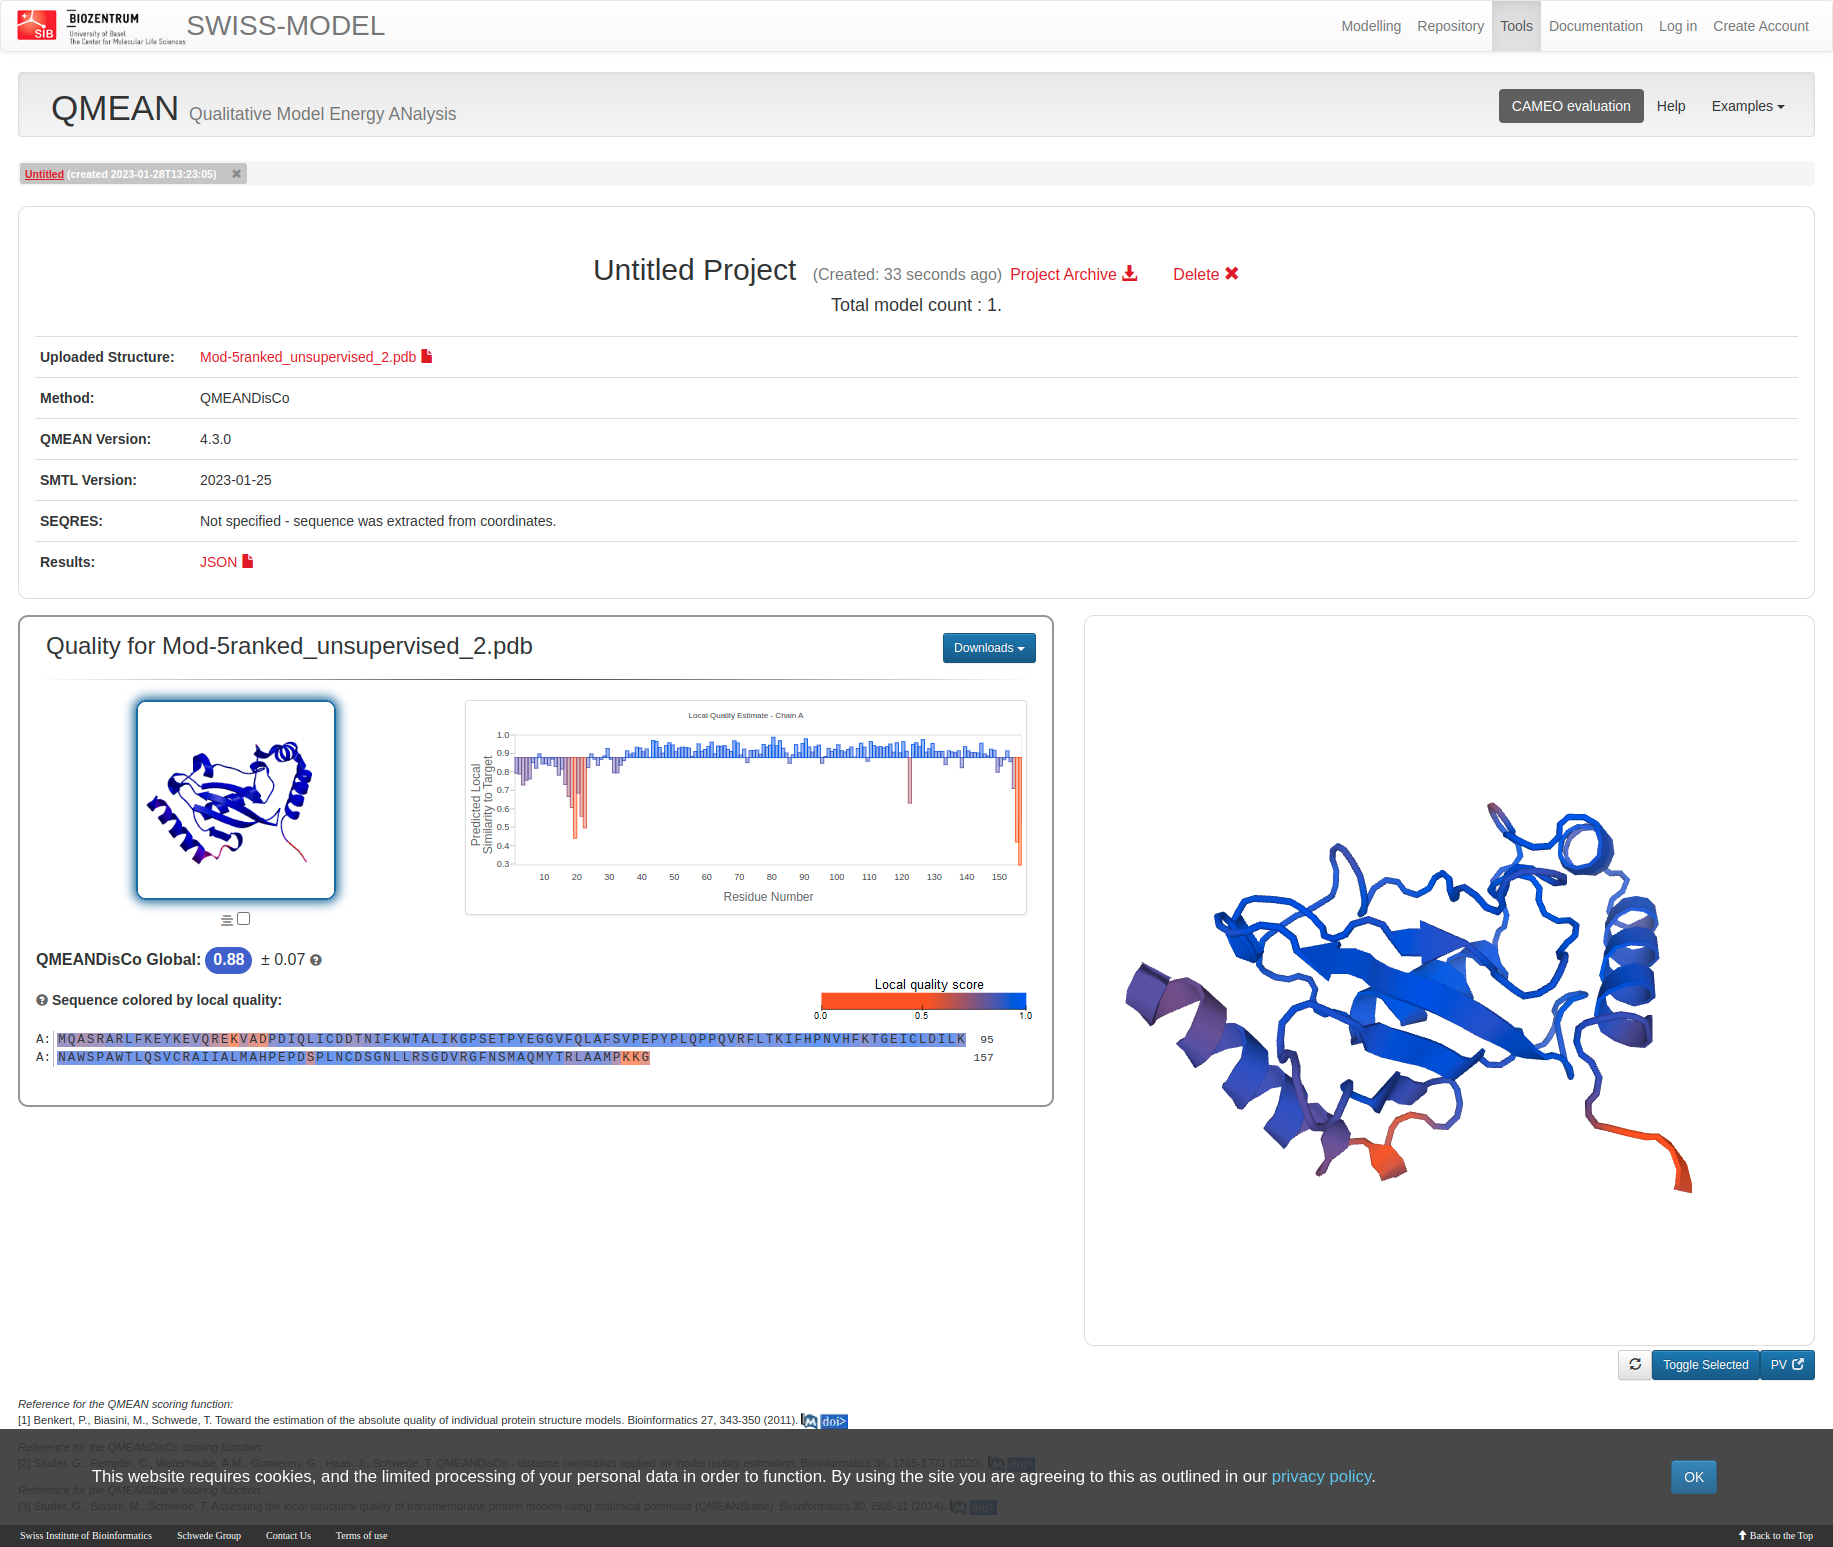 SIB
BIOZENTRUM
University of Basel
The Center for Molecular Life Sciences
SWISS-MODEL
Modelling Repository Tools Documentation Log in Create Account
QMEAN Qualitative Model Energy ANalysis
CAMEO evaluation Help Examples
Untitled (created 2023-01-28T13:23:05)
Untitled Project (Created: 33 seconds ago) Project Archive Delete
Total model count : 1.
Uploaded Structure: Mod-5ranked_unsupervised_2.pdb
Method: QMEANDisCo
QMEAN Version: 4.3.0
SMTL Version: 2023-01-25
SEQRES: Not specified - sequence was extracted from coordinates.
Results: JSON
Quality for Mod-5ranked_unsupervised_2.pdb
Downloads
Local Quality Estimate - Chain A
Predicted Local
Similarity to Target
1.0
0.9
0.8
0.7
0.6
0.5
0.4
0.3
10 20 30 40 50 60 70 80 90 100 110 120 130 140 150
Residue Number
QMEANDisCo Global: 0.88 ± 0.07
Sequence colored by local quality:
Local quality score
0.0 0.5 1.0
A: MQASRARLFKEYKEVQREKVADPDIQLICDDTNIFKWTALIKGPSETPYEGGVFQLAFSVPEPYPLQPPQVRFLTKIFHPNVHFKTGEICLDILK 95
A: NAWSPAWTLQSVCRAIIALMAHPEPDSPLNCDSGNLLRSGDVRGFNSMAQMYTRLAAMPKKG 157
Toggle Selected
PV
Reference for the QMEAN scoring function:
[1] Benkert, P., Biasini, M., Schwede, T. Toward the estimation of the absolute quality of individual protein structure models. Bioinformatics 27, 343-350 (2011). M doi>
Reference for the QMEANDisCo scoring function:
[2] Studer, G., Rempfer, C., Waterhouse, A.M., Gumienny, G., Haas, J., Schwede, T. QMEANDisCo - distance constraints applied on model quality estimation. Bioinformatics 36, 1765-1771 (2020). M doi>
This website requires cookies, and the limited processing of your personal data in order to function. By using the site you are agreeing to this as outlined in our privacy policy.
OK
Reference for the QMEANBrane scoring function:
[3] Studer, G., Biasini, M., Schwede, T. Assessing the local structural quality of transmembrane protein models using statistical potentials (QMEANBrane). Bioinformatics 30, i505-11 (2014). M doi>
Swiss Institute of Bioinformatics Schwede Group Contact Us Terms of use
Back to the Top